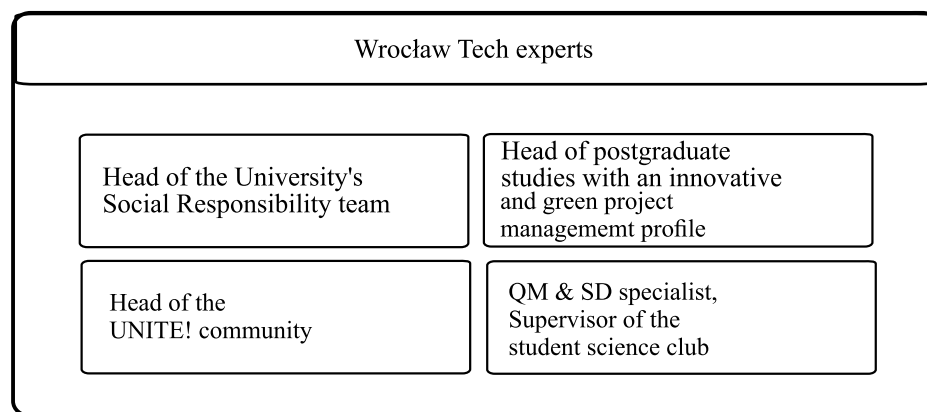 Wrocław Tech experts
Head of the University's
Social Responsibility team
Head of postgraduate
studies with an innovative
and green project
managememt profile
Head of the
UNITE! community
QM & SD specialist,
Supervisor of the
student science club